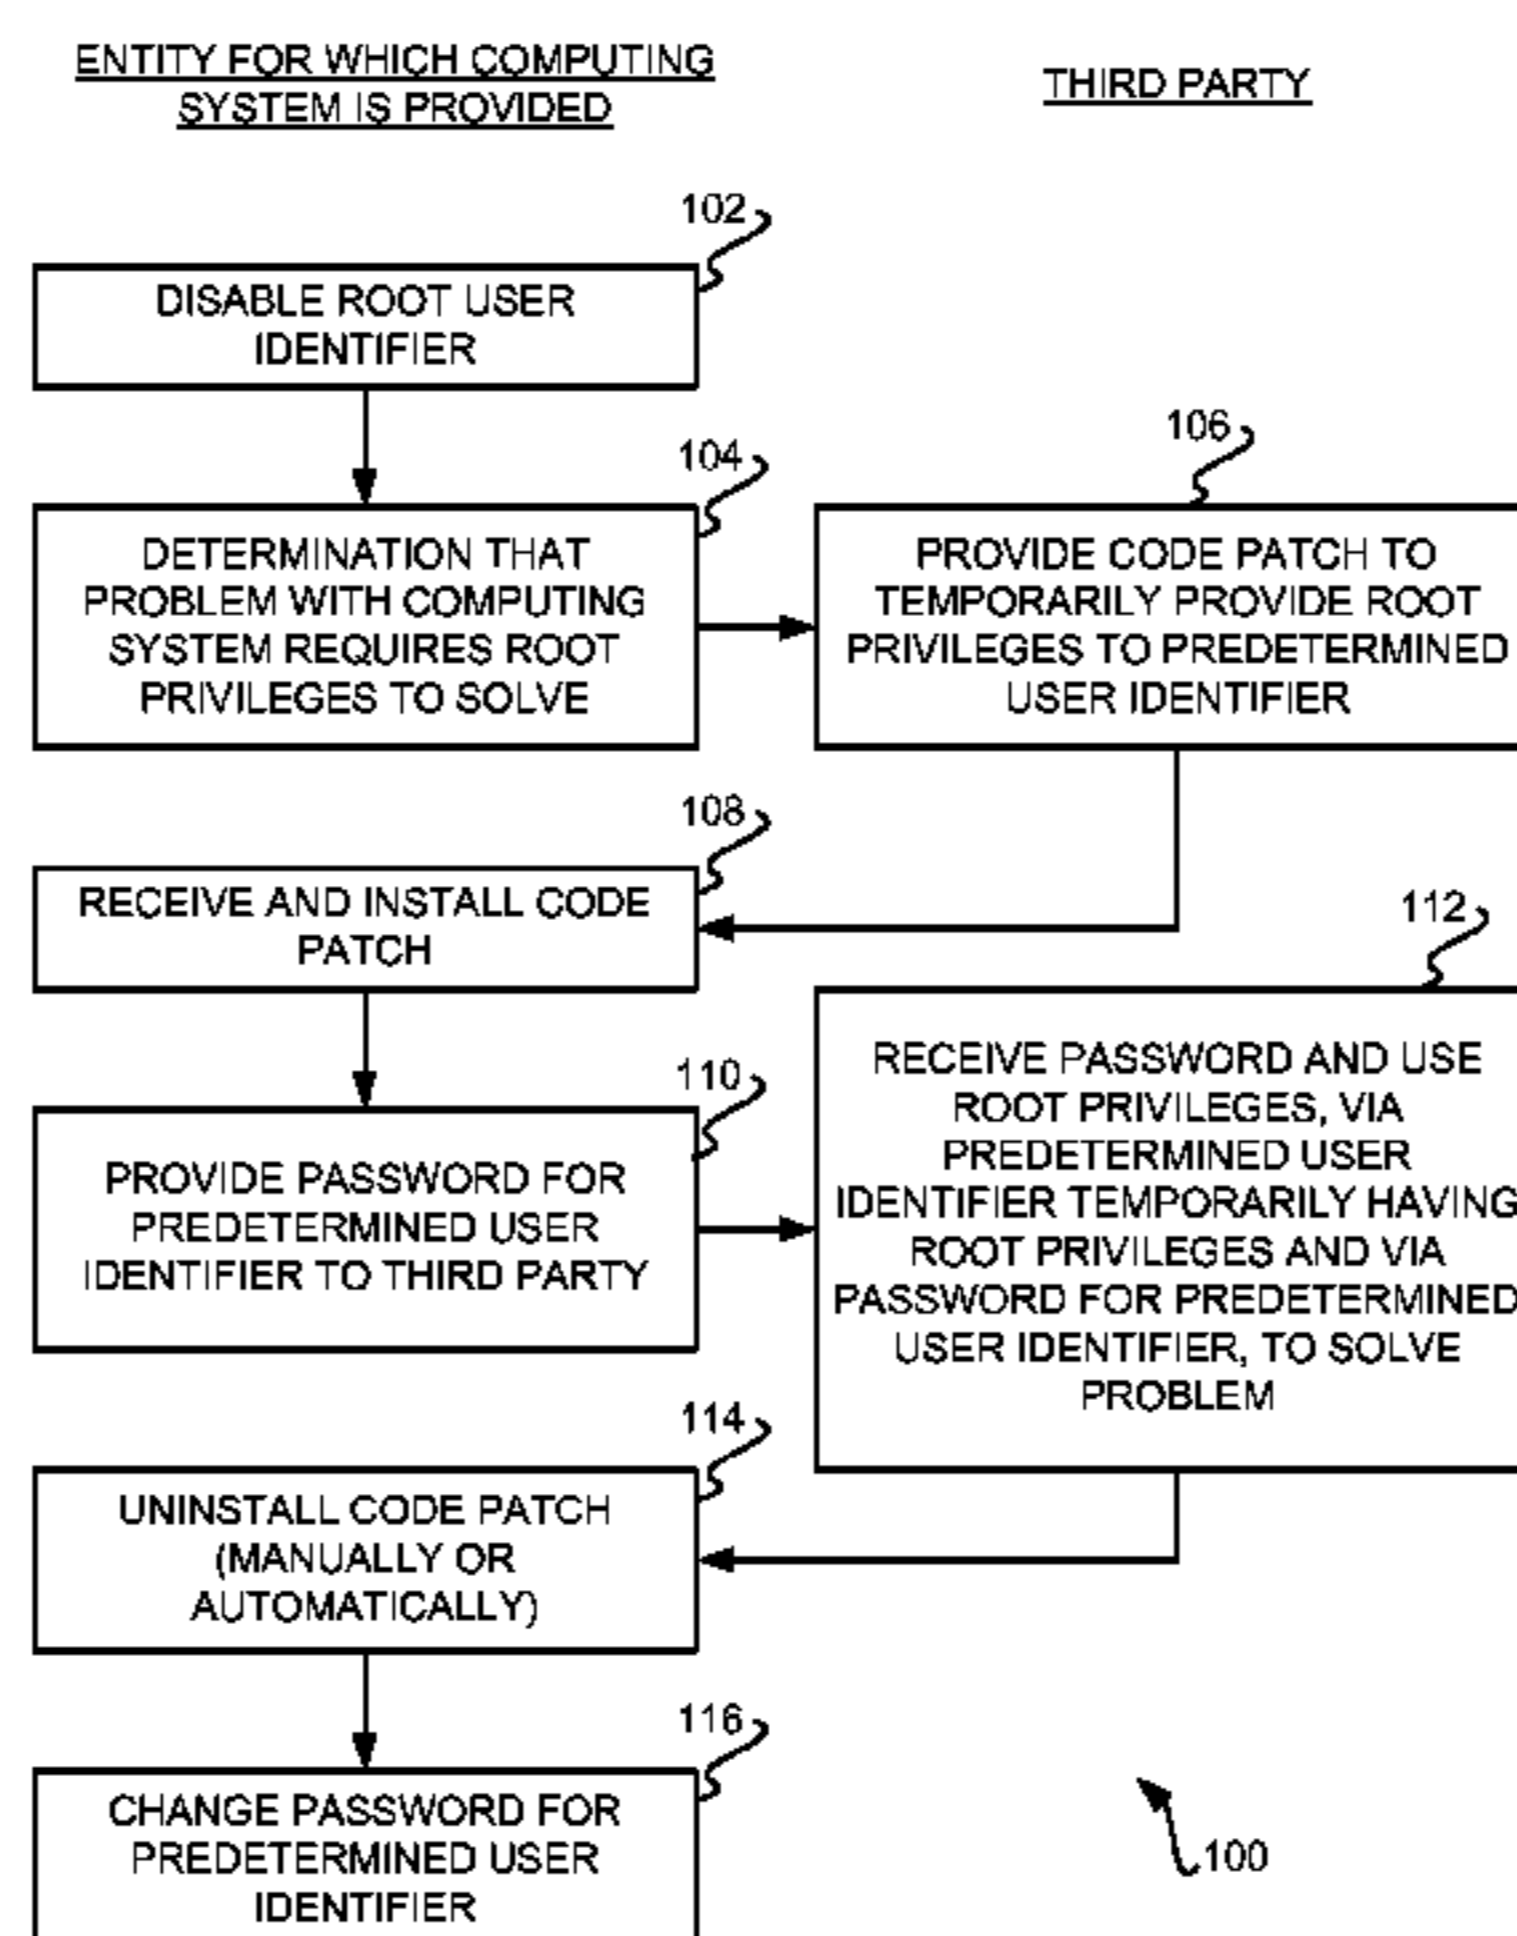 ENTITY FOR WHICH COMPUTING
SYSTEM IS PROVIDED
THIRD PARTY
102
DISABLE ROOT USER
IDENTIFIER
104
DETERMINATION THAT
PROBLEM WITH COMPUTING
SYSTEM REQUIRES ROOT
PRIVILEGES TO SOLVE
106
PROVIDE CODE PATCH TO
TEMPORARILY PROVIDE ROOT
PRIVILEGES TO PREDETERMINED
USER IDENTIFIER
108
RECEIVE AND INSTALL CODE
PATCH
110
PROVIDE PASSWORD FOR
PREDETERMINED USER
IDENTIFIER TO THIRD PARTY
112
RECEIVE PASSWORD AND USE
ROOT PRIVILEGES, VIA
PREDETERMINED USER
IDENTIFIER TEMPORARILY HAVING
ROOT PRIVILEGES AND VIA
PASSWORD FOR PREDETERMINED
USER IDENTIFIER, TO SOLVE
PROBLEM
114
UNINSTALL CODE PATCH
(MANUALLY OR
AUTOMATICALLY)
116
CHANGE PASSWORD FOR
PREDETERMINED USER
IDENTIFIER
100